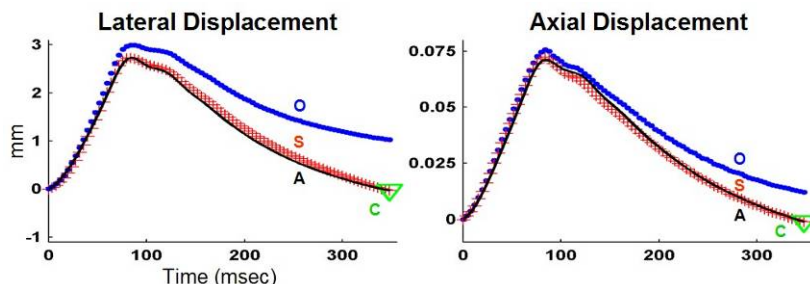 Lateral Displacement
3
2
1
0
-1
mm
O
S
A
C
0
100
200
300
Time (msec)
Axial Displacement
0.075
0.05
0.025
0
O
S
A
C
0
100
200
300